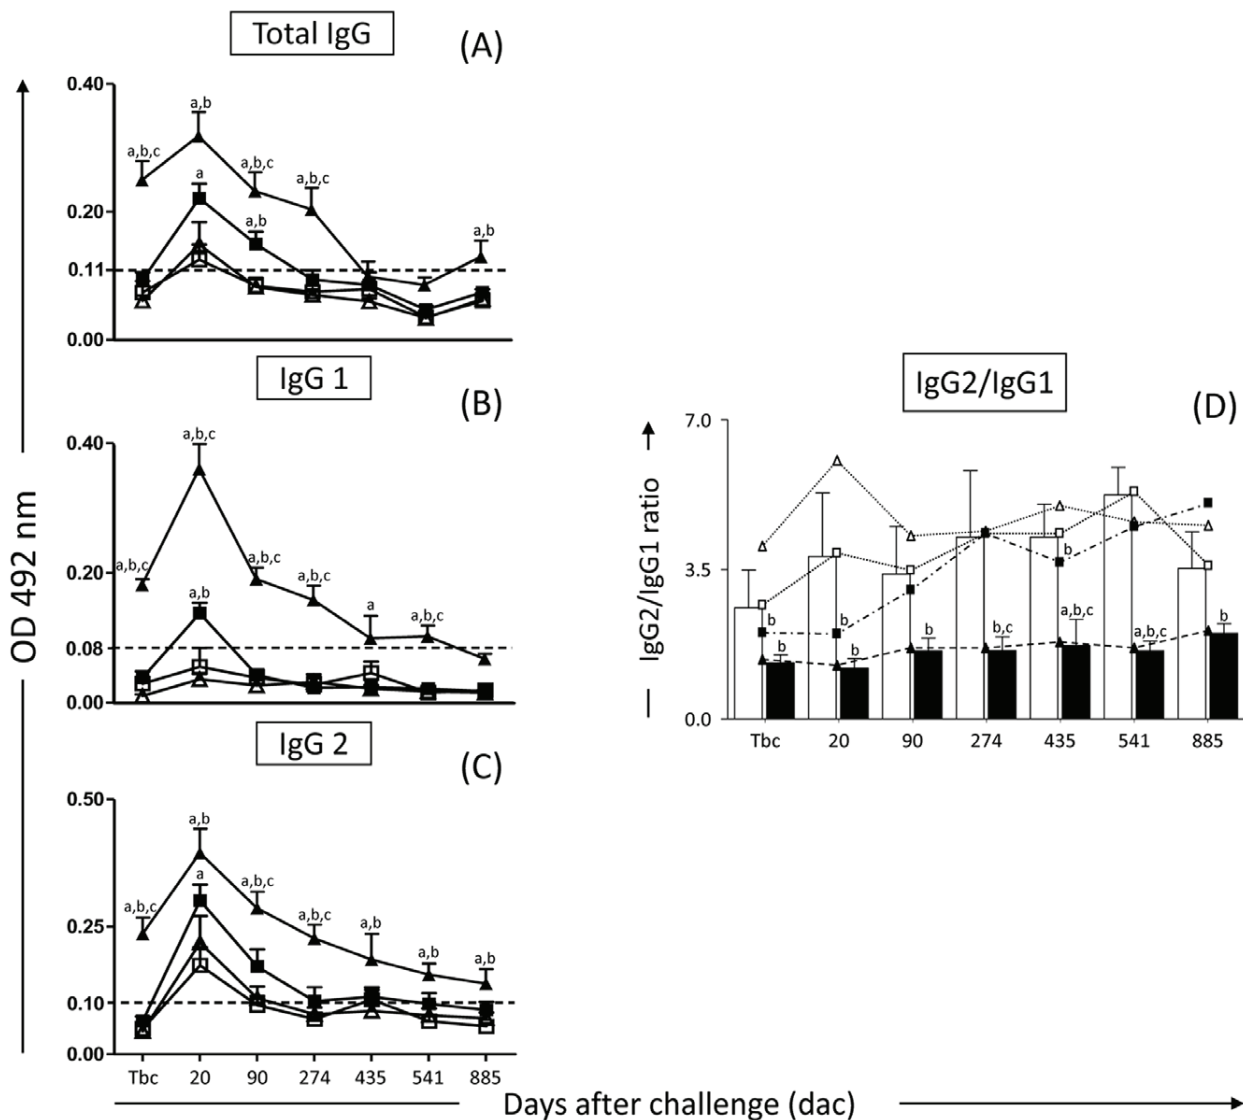 Total IgG
(A)
0.40
0.20
0.11
0.00
a,b,c
a,b
a,b,c
a,b,c
a,b
a
a,b
IgG 1
(B)
0.40
0.20
0.08
0.00
a,b,c
a,b,c
a,b,c
a,b,c
a
a,b,c
a,b
IgG 2
(C)
0.50
0.25
0.10
0.00
a,b,c
a,b
a,b,c
a,b,c
a,b
a,b
a,b
a
Tbc 20 90 274 435 541 885
OD 492 nm
IgG2/IgG1
(D)
7.0
3.5
0.0
IgG2/IgG1 ratio
b
b
b
b
b
b
b,c
a,b,c
a,b,c
b
Tbc 20 90 274 435 541 885
Days after challenge (dac)